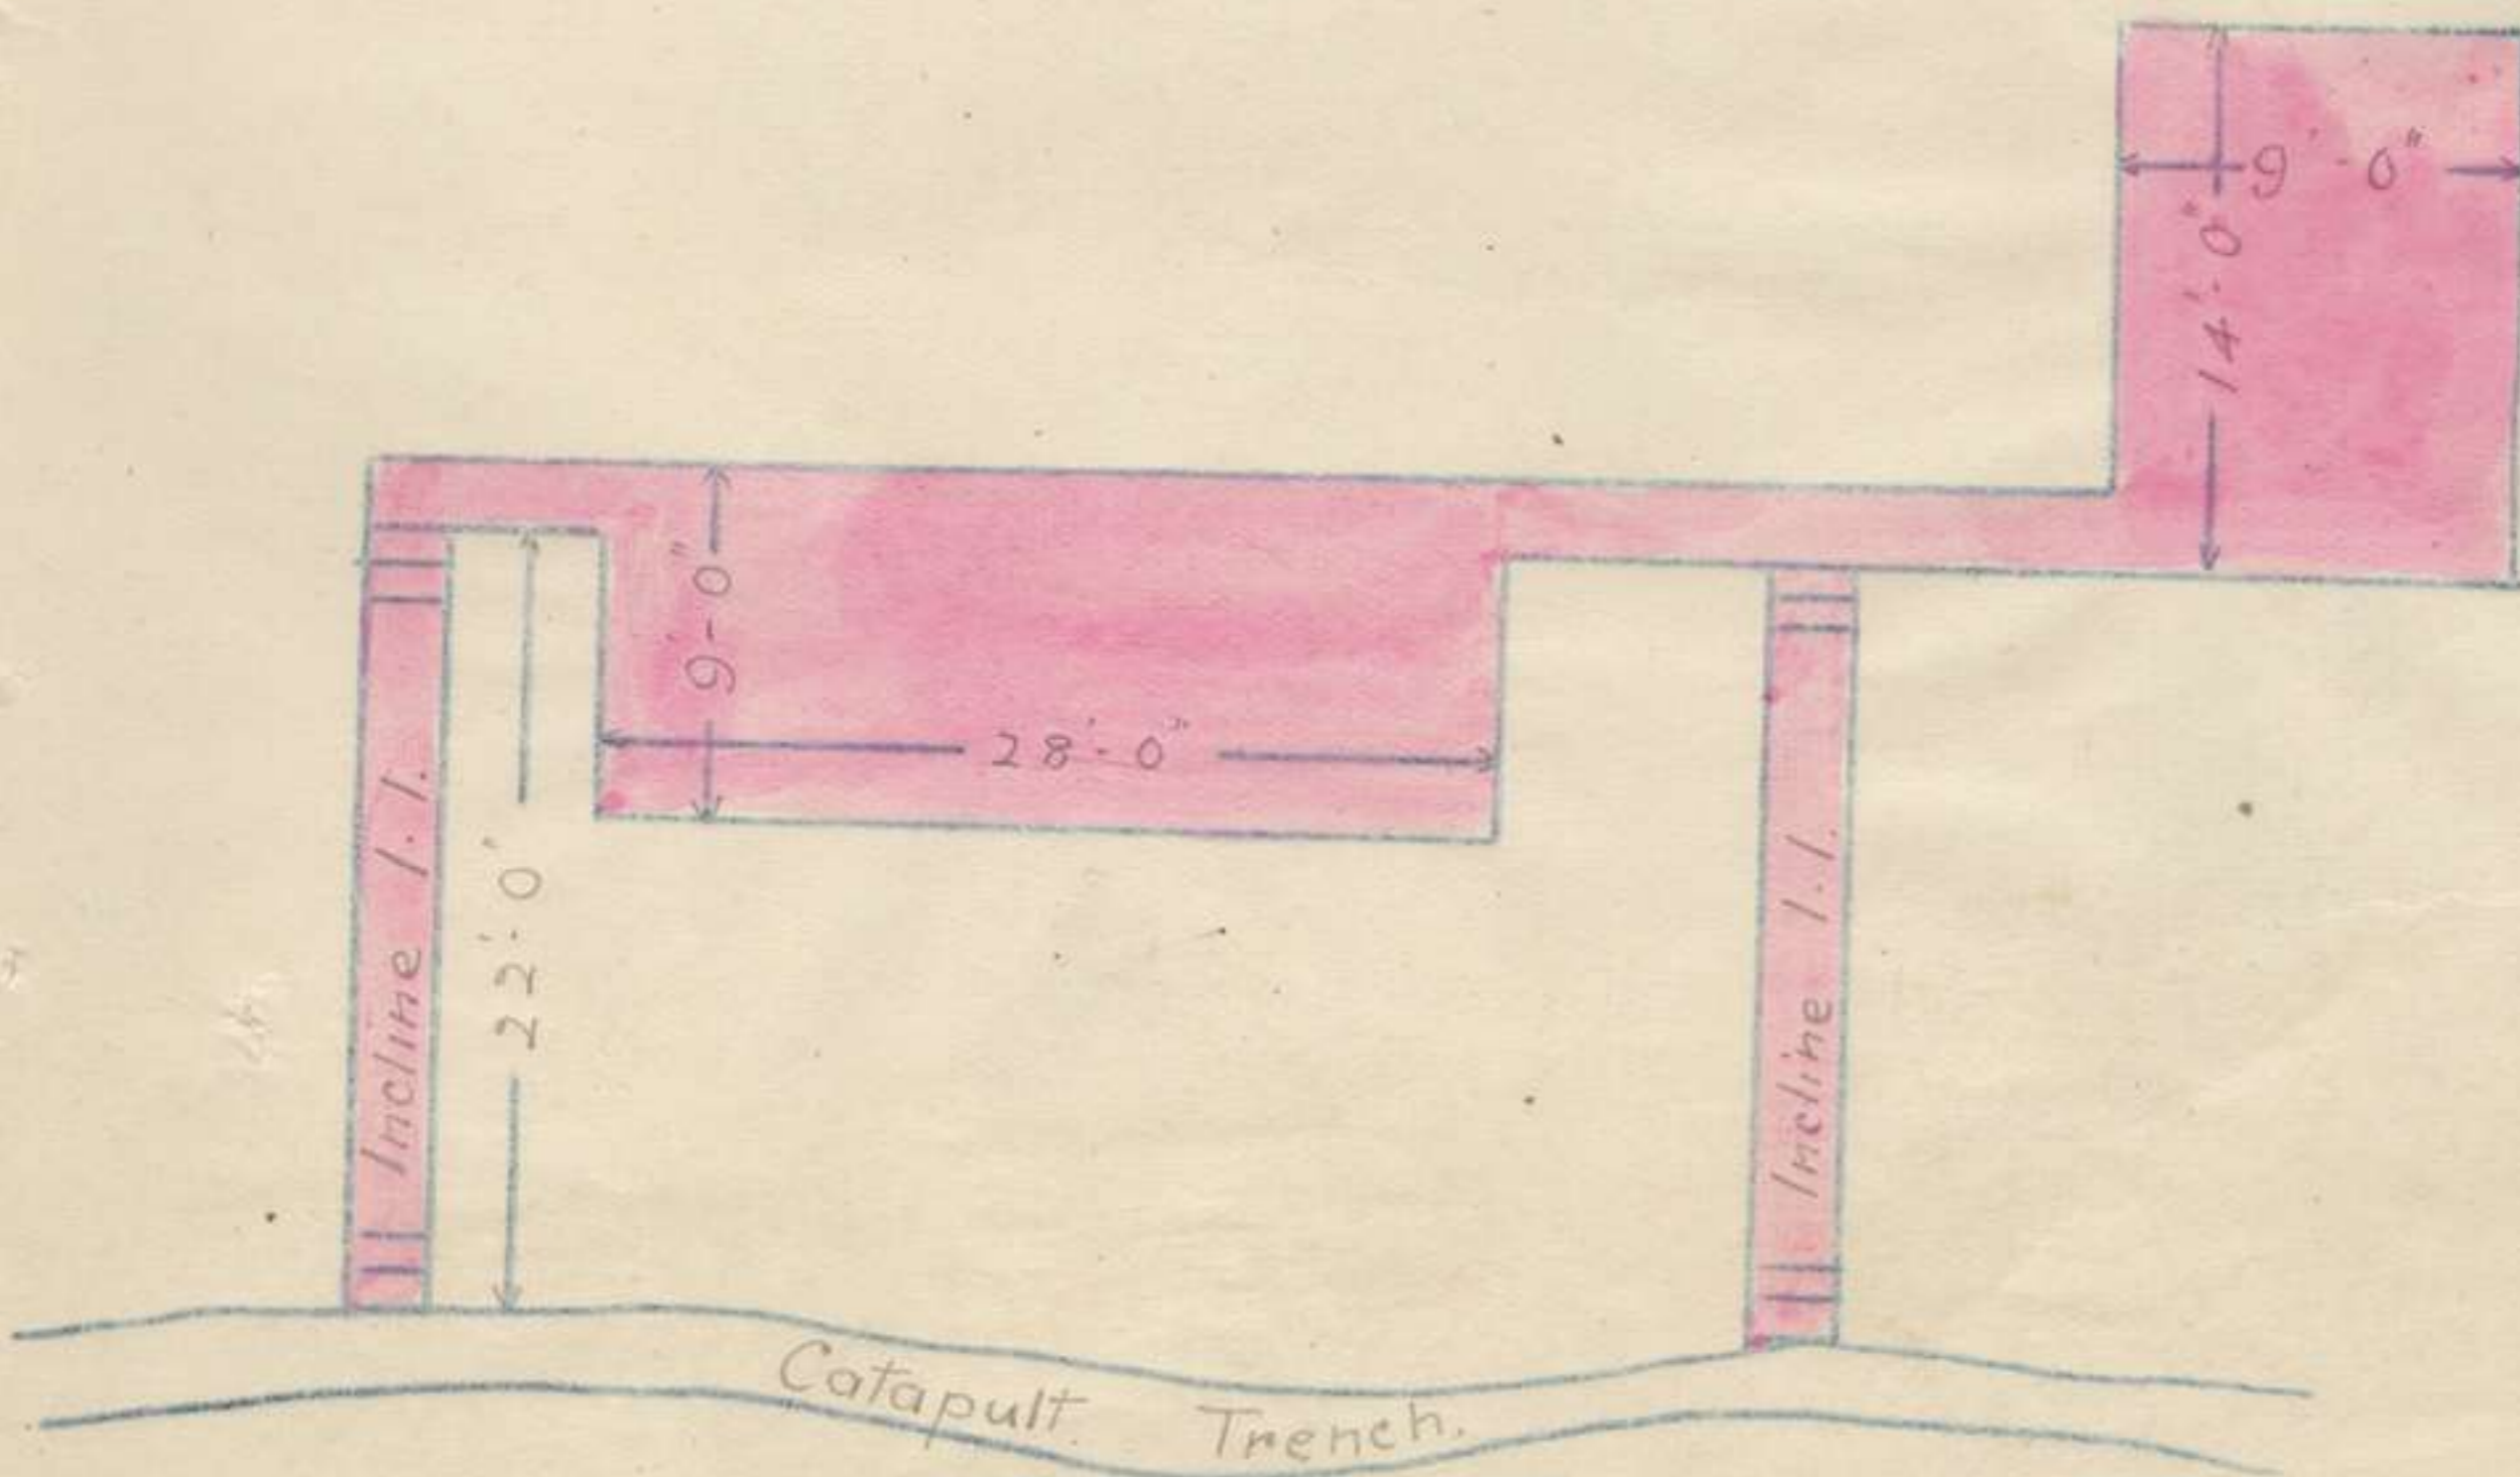 9'-0"
14'-0"
9'-0"
28'-0"
22'.0'
Incline 1.1.
Incline 1.1.
Catapult. Trench.